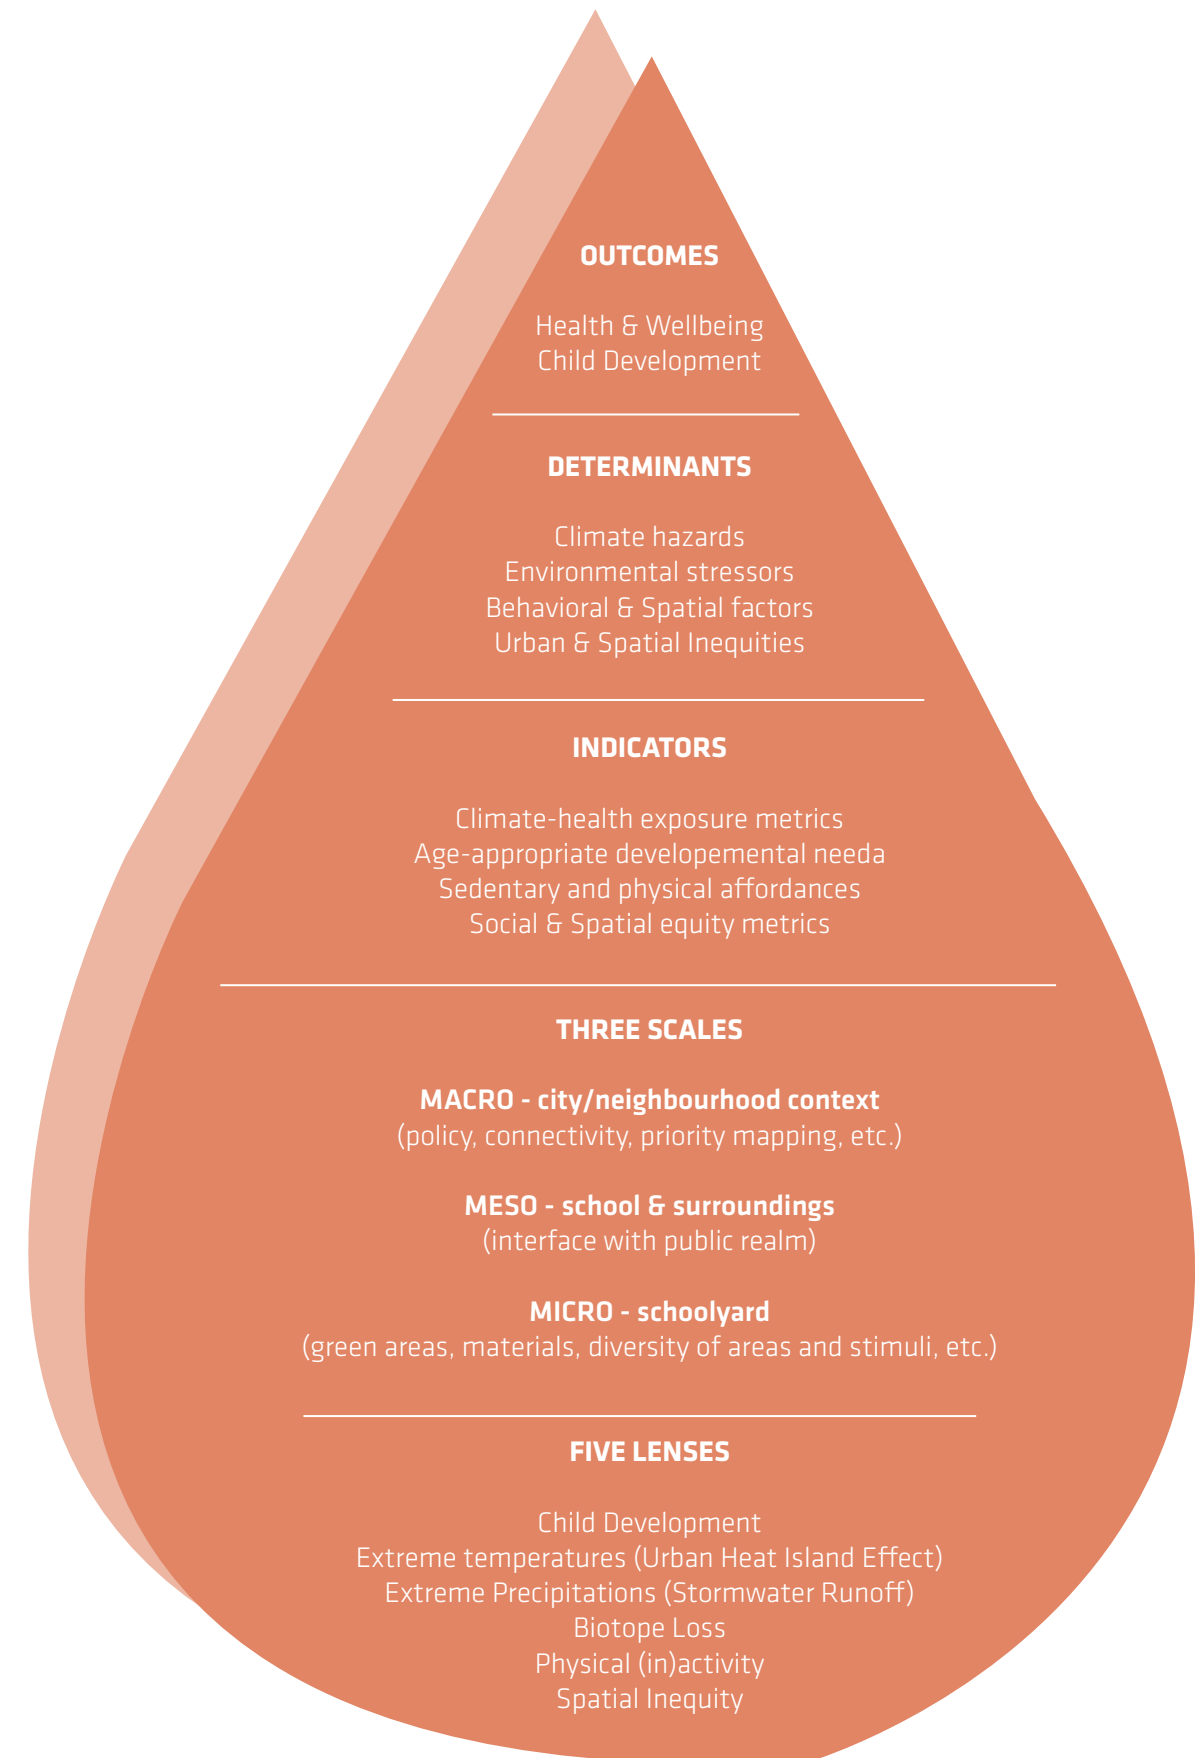 OUTCOMES
Health & Wellbeing
Child Development
DETERMINANTS
Climate hazards
Environmental stressors
Behavioral & Spatial factors
Urban & Spatial Inequities
INDICATORS
Climate-health exposure metrics
Age-appropriate developemental needa
Sedentary and physical affordances
Social & Spatial equity metrics
THREE SCALES
MACRO - city/neighbourhood context
(policy, connectivity, priority mapping, etc.)
MESO - school & surroundings
(interface with public realm)
MICRO - schoolyard
(green areas, materials, diversity of areas and stimuli, etc.)
FIVE LENSES
Child Development
Extreme temperatures (Urban Heat Island Effect)
Extreme Precipitations (Stormwater Runoff)
Biotope Loss
Physical (in)activity
Spatial Inequity